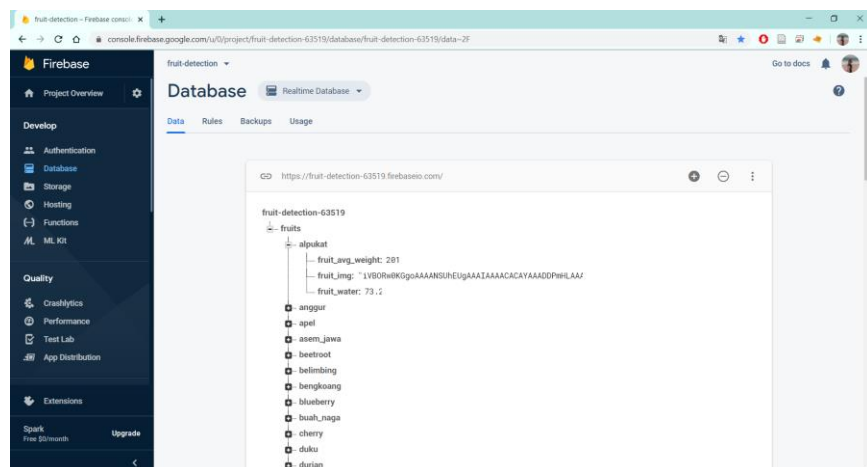 fruit-detection – Firebase consol
console.firebase.google.com/u/0/project/fruit-detection-63519/database/fruit-detection-63519/data~2F
Firebase
fruit-detection
Go to docs
Project Overview
Database
Realtime Database
Develop
Data Rules Backups Usage
Authentication
Database
Storage
Hosting
Functions
ML Kit
https://fruit-detection-63519.firebaseio.com/
fruit-detection-63519
fruits
alpukat
fruit_avg_weight: 201
fruit_img:
fruit_water: 73.2
anggur
apel
asem_jawa
beetroot
belimbing
bengkoang
blueberry
buah_naga
cherry
duku
durian
Quality
Crashlytics
Performance
Test Lab
App Distribution
Extensions
Spark
Free $0/month
Upgrade